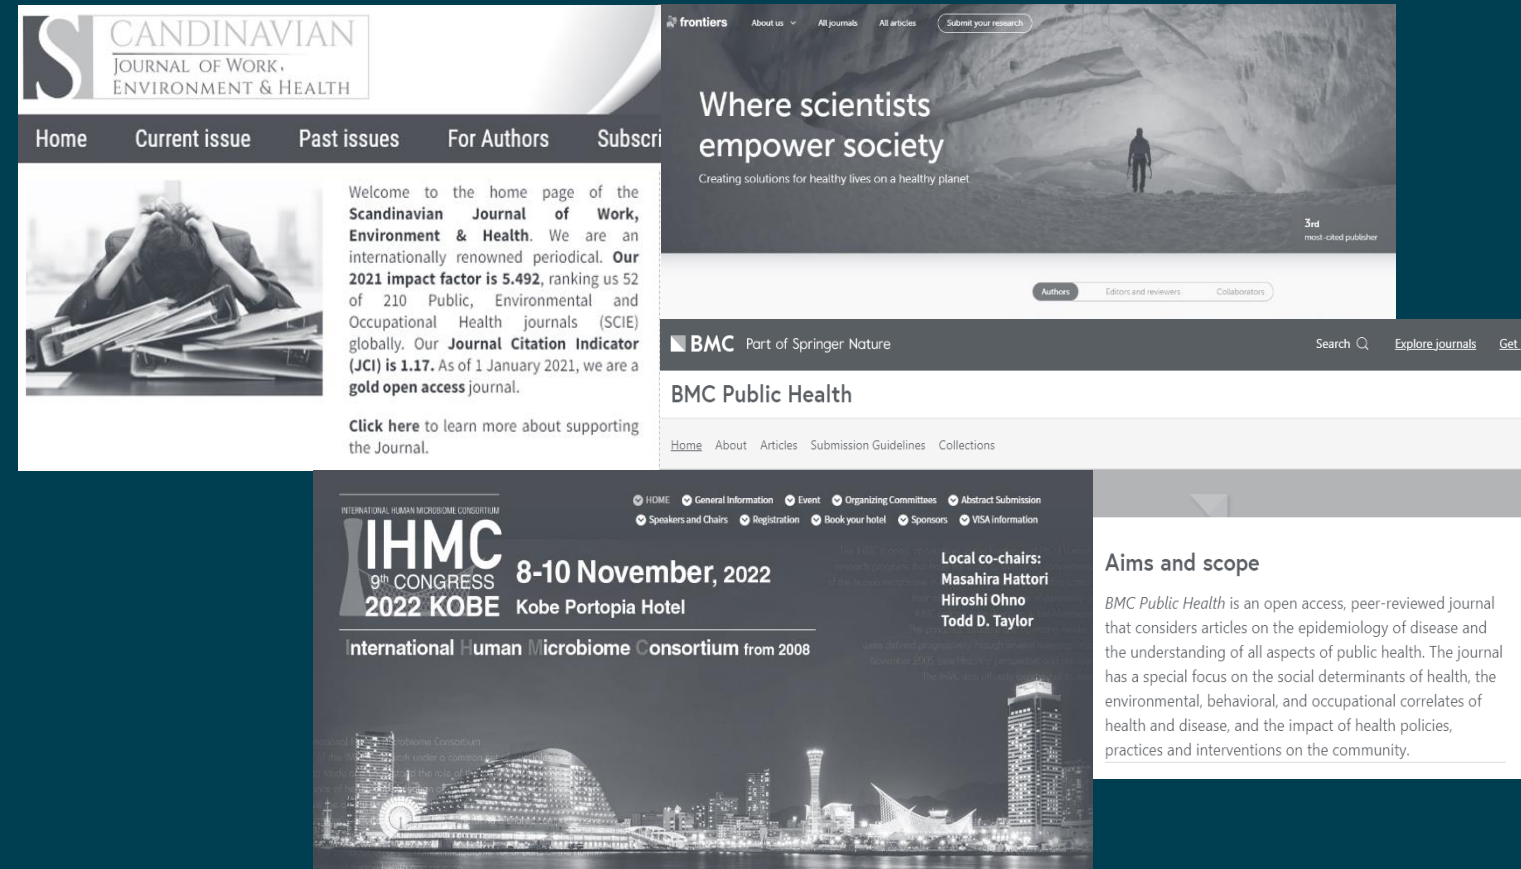 SCANDINAVIAN
JOURNAL OF WORK,
ENVIRONMENT & HEALTH
Home Current issue Past issues For Authors Subscri
Welcome to the home page of the
Scandinavian Journal of Work,
Environment & Health. We are an
internationally renowned periodical. Our
2021 impact factor is 5.492, ranking us 52
of 210 Public, Environmental and
Occupational Health journals (SCIE)
globally. Our Journal Citation Indicator
(JCI) is 1.17. As of 1 January 2021, we are a
gold open access journal.
Click here to learn more about supporting
the Journal.
frontiers About us All journals All articles Submit your research
Where scientists
empower society
Creating solutions for healthy lives on a healthy planet
3rd
most-cited publisher
Authors Editors and reviewers Collaborators
BMC Part of Springer Nature Search Explore journals Get
BMC Public Health
Home About Articles Submission Guidelines Collections
INTERNATIONAL HUMAN MICROBIOME CONSORTIUM
IHMC
9th CONGRESS
2022 KOBE
HOME General Information Event Organizing Committees Abstract Submission
Speakers and Chairs Registration Book your hotel Sponsors VISA information
8-10 November, 2022
Kobe Portopia Hotel
Local co-chairs:
Masahira Hattori
Hiroshi Ohno
Todd D. Taylor
International Human Microbiome Consortium from 2008
Aims and scope
BMC Public Health is an open access, peer-reviewed journal
that considers articles on the epidemiology of disease and
the understanding of all aspects of public health. The journal
has a special focus on the social determinants of health, the
environmental, behavioral, and occupational correlates of
health and disease, and the impact of health policies,
practices and interventions on the community.